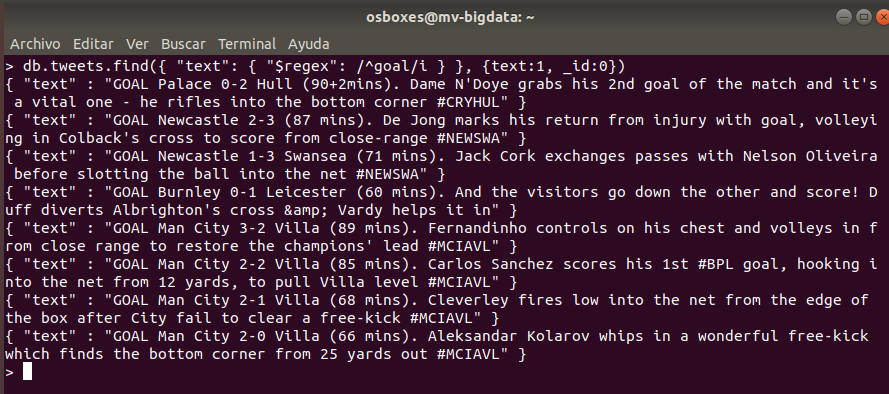 osboxes@mv-bigdata: ~
Archivo Editar Ver Buscar Terminal Ayuda
> db.tweets.find({ "text": { "$regex": /^goal/i } }, {text:1, _id:0})
{ "text" : "GOAL Palace 0-2 Hull (90+2mins). Dame N'Doye grabs his 2nd goal of the match and it's
 a vital one - he rifles into the bottom corner #CRYHUL" }
{ "text" : "GOAL Newcastle 2-3 (87 mins). De Jong marks his return from injury with goal, volleyi
ng in Colback's cross to score from close-range #NEWSWA" }
{ "text" : "GOAL Newcastle 1-3 Swansea (71 mins). Jack Cork exchanges passes with Nelson Oliveira
 before slotting the ball into the net #NEWSWA" }
{ "text" : "GOAL Burnley 0-1 Leicester (60 mins). And the visitors go down the other and score! D
uff diverts Albrighton's cross &amp; Vardy helps it in" }
{ "text" : "GOAL Man City 3-2 Villa (89 mins). Fernandinho controls on his chest and volleys in f
rom close range to restore the champions' lead #MCIAVL" }
{ "text" : "GOAL Man City 2-2 Villa (85 mins). Carlos Sanchez scores his 1st #BPL goal, hooking i
nto the net from 12 yards, to pull Villa level #MCIAVL" }
{ "text" : "GOAL Man City 2-1 Villa (68 mins). Cleverley fires low into the net from the edge of
the box after City fail to clear a free-kick #MCIAVL" }
{ "text" : "GOAL Man City 2-0 Villa (66 mins). Aleksandar Kolarov whips in a wonderful free-kick
which finds the bottom corner from 25 yards out #MCIAVL" }
>